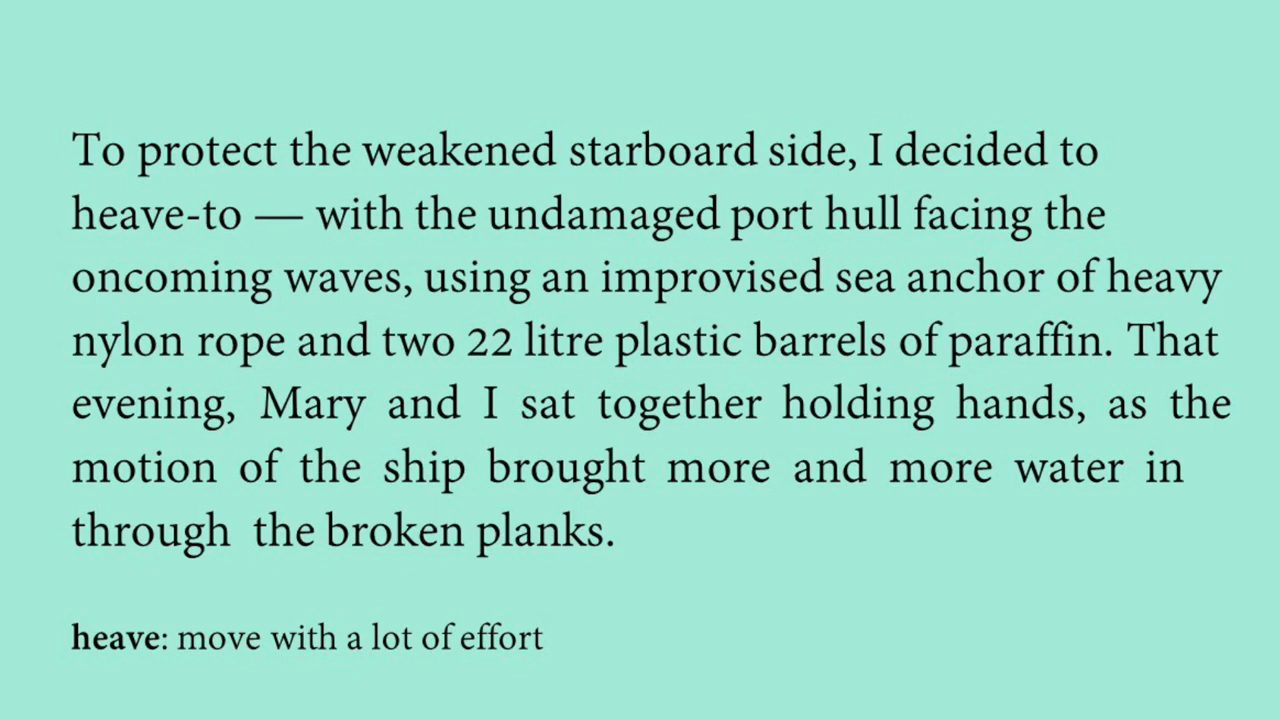 To protect the weakened starboard side, I decided to
heave-to — with the undamaged port hull facing the
oncoming waves, using an improvised sea anchor of heavy
nylon rope and two 22 litre plastic barrels of paraffin. That
evening, Mary and I sat together holding hands, as the
motion of the ship brought more and more water in
through the broken planks.
heave: move with a lot of effort